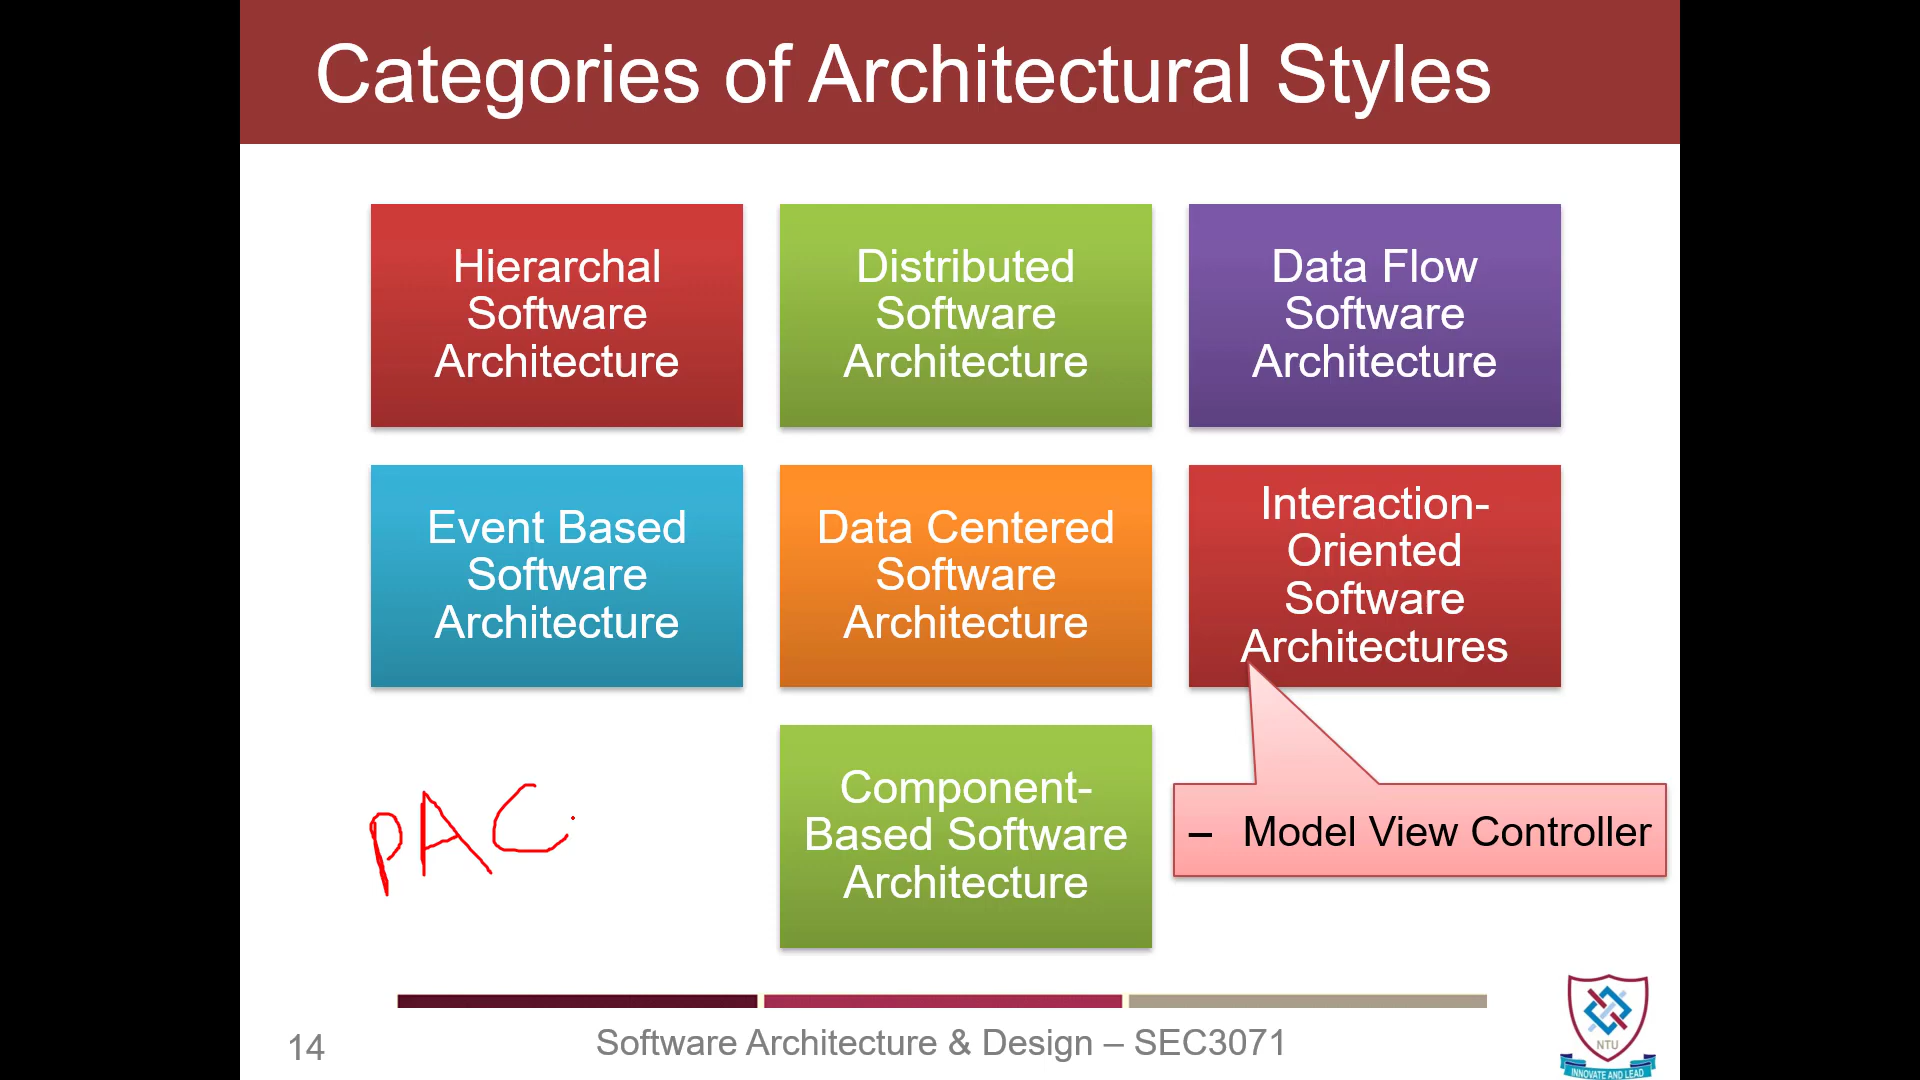 Categories of Architectural Styles
Hierarchal
Software
Architecture
Distributed
Software
Architecture
Data Flow
Software
Architecture
Event Based
Software
Architecture
Data Centered
Software
Architecture
Interaction-
Oriented
Software
Architectures
PAC
Component-
Based Software
Architecture
– Model View Controller
14
Software Architecture & Design – SEC3071
NTU
INNOVATE AND LEAD